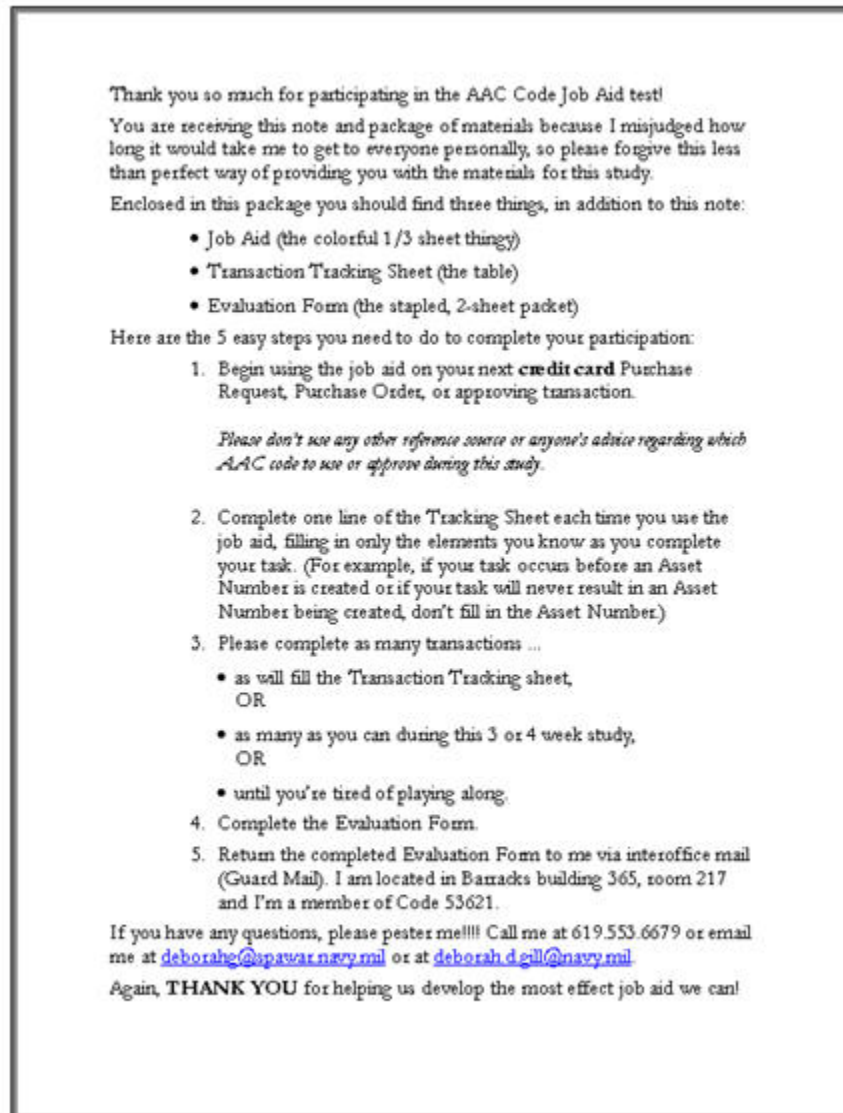 Thank you so much for participating in the AAC Code Job Aid test!
You are receiving this note and package of materials because I misjudged how
long it would take me to get to everyone personally, so please forgive this less
than perfect way of providing you with the materials for this study.
Enclosed in this package you should find three things, in addition to this note:
• Job Aid (the colorful 1/3 sheet thingy)
• Transaction Tracking Sheet (the table)
• Evaluation Form (the stapled, 2-sheet packet)
Here are the 5 easy steps you need to do to complete your participation:
1. Begin using the job aid on your next credit card Purchase
Request, Purchase Order, or approving transaction.
Please don't use any other reference source or anyone's advice regarding which
AAC code to use or approve during this study.
2. Complete one line of the Tracking Sheet each time you use the
job aid, filling in only the elements you know as you complete
your task. (For example, if your task occurs before an Asset
Number is created or if your task will never result in an Asset
Number being created, don't fill in the Asset Number.)
3. Please complete as many transactions ...
• as will fill the Transaction Tracking sheet,
OR
• as many as you can during this 3 or 4 week study,
OR
• until you're tired of playing along.
4. Complete the Evaluation Form.
5. Return the completed Evaluation Form to me via interoffice mail
(Guard Mail). I am located in Barracks building 365, room 217
and I'm a member of Code 53621.
If you have any questions, please pester me!!!! Call me at 619.553.6679 or email
me at deborahg@spawar.navy.mil or at deborah.d.gill@navy.mil.
Again, THANK YOU for helping us develop the most effect job aid we can!